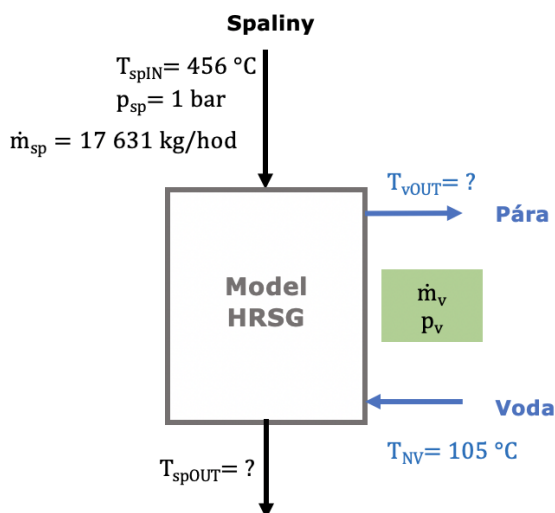 Spaliny
T_spIN= 456 °C
p_sp= 1 bar
ṁ_sp = 17 631 kg/hod
T_vOUT= ?
Pára
Model
HRSG
ṁ_v
p_v
Voda
T_NV= 105 °C
T_spOUT= ?